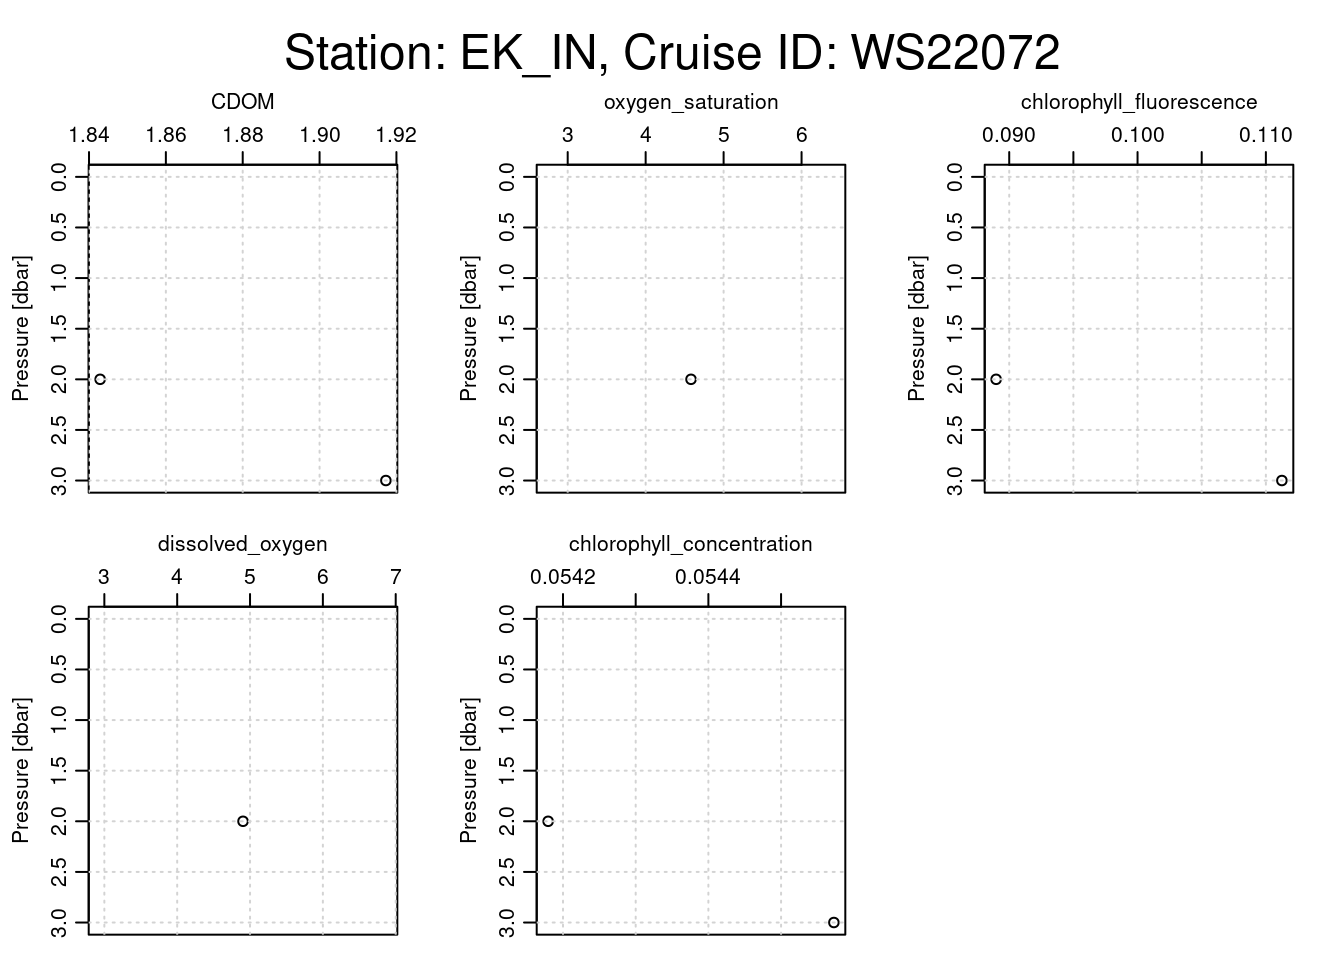 Station: EK_IN, Cruise ID: WS22072
CDOM
1.84 1.86 1.88 1.90 1.92
Pressure [dbar]
0.0 0.5 1.0 1.5 2.0 2.5 3.0
oxygen_saturation
3 4 5 6
Pressure [dbar]
0.0 0.5 1.0 1.5 2.0 2.5 3.0
chlorophyll_fluorescence
0.090 0.100 0.110
Pressure [dbar]
0.0 0.5 1.0 1.5 2.0 2.5 3.0
dissolved_oxygen
3 4 5 6 7
Pressure [dbar]
0.0 0.5 1.0 1.5 2.0 2.5 3.0
chlorophyll_concentration
0.0542 0.0544
Pressure [dbar]
0.0 0.5 1.0 1.5 2.0 2.5 3.0